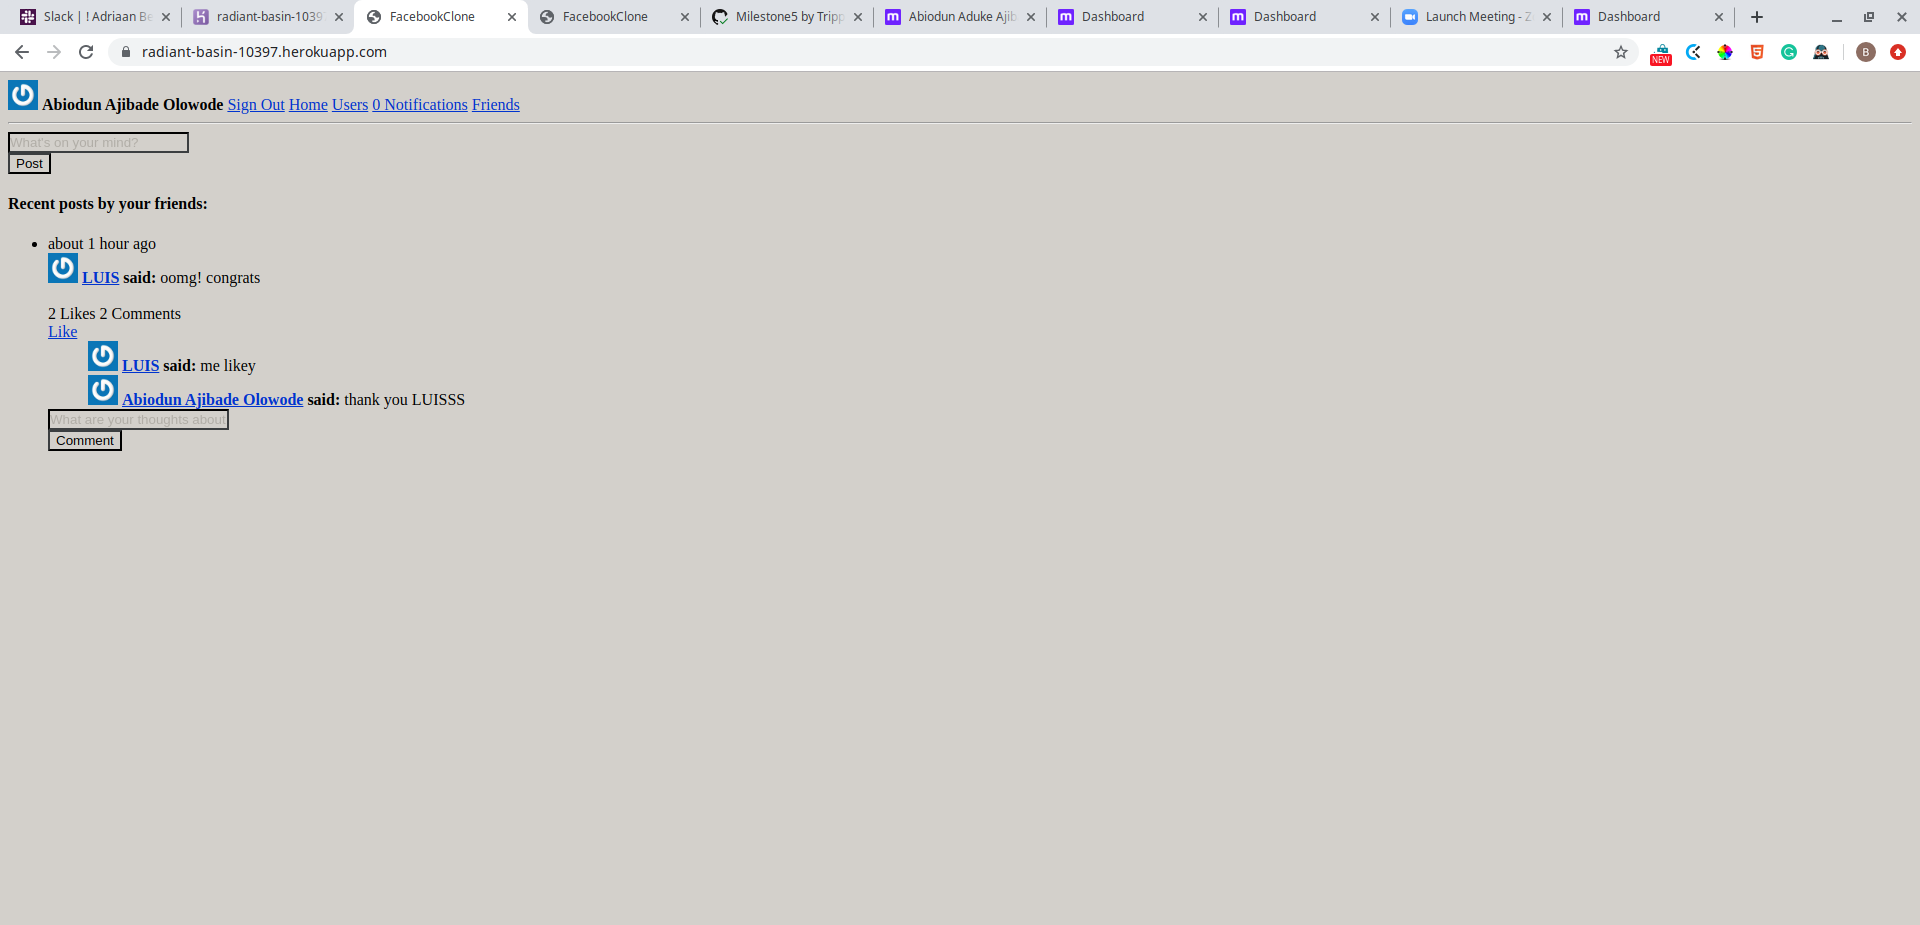 Slack | ! Adriaan Be
radiant-basin-10397
FacebookClone
FacebookClone
Milestone5 by Tripp
Abiodun Aduke Ajib
Dashboard
Dashboard
Launch Meeting - Z
Dashboard
radiant-basin-10397.herokuapp.com
NEW
B
Abiodun Ajibade Olowode Sign Out Home Users 0 Notifications Friends
What's on your mind?
Post
Recent posts by your friends:
about 1 hour ago
LUIS said: oomg! congrats
2 Likes 2 Comments
Like
LUIS said: me likey
Abiodun Ajibade Olowode said: thank you LUISSS
What are your thoughts about
Comment